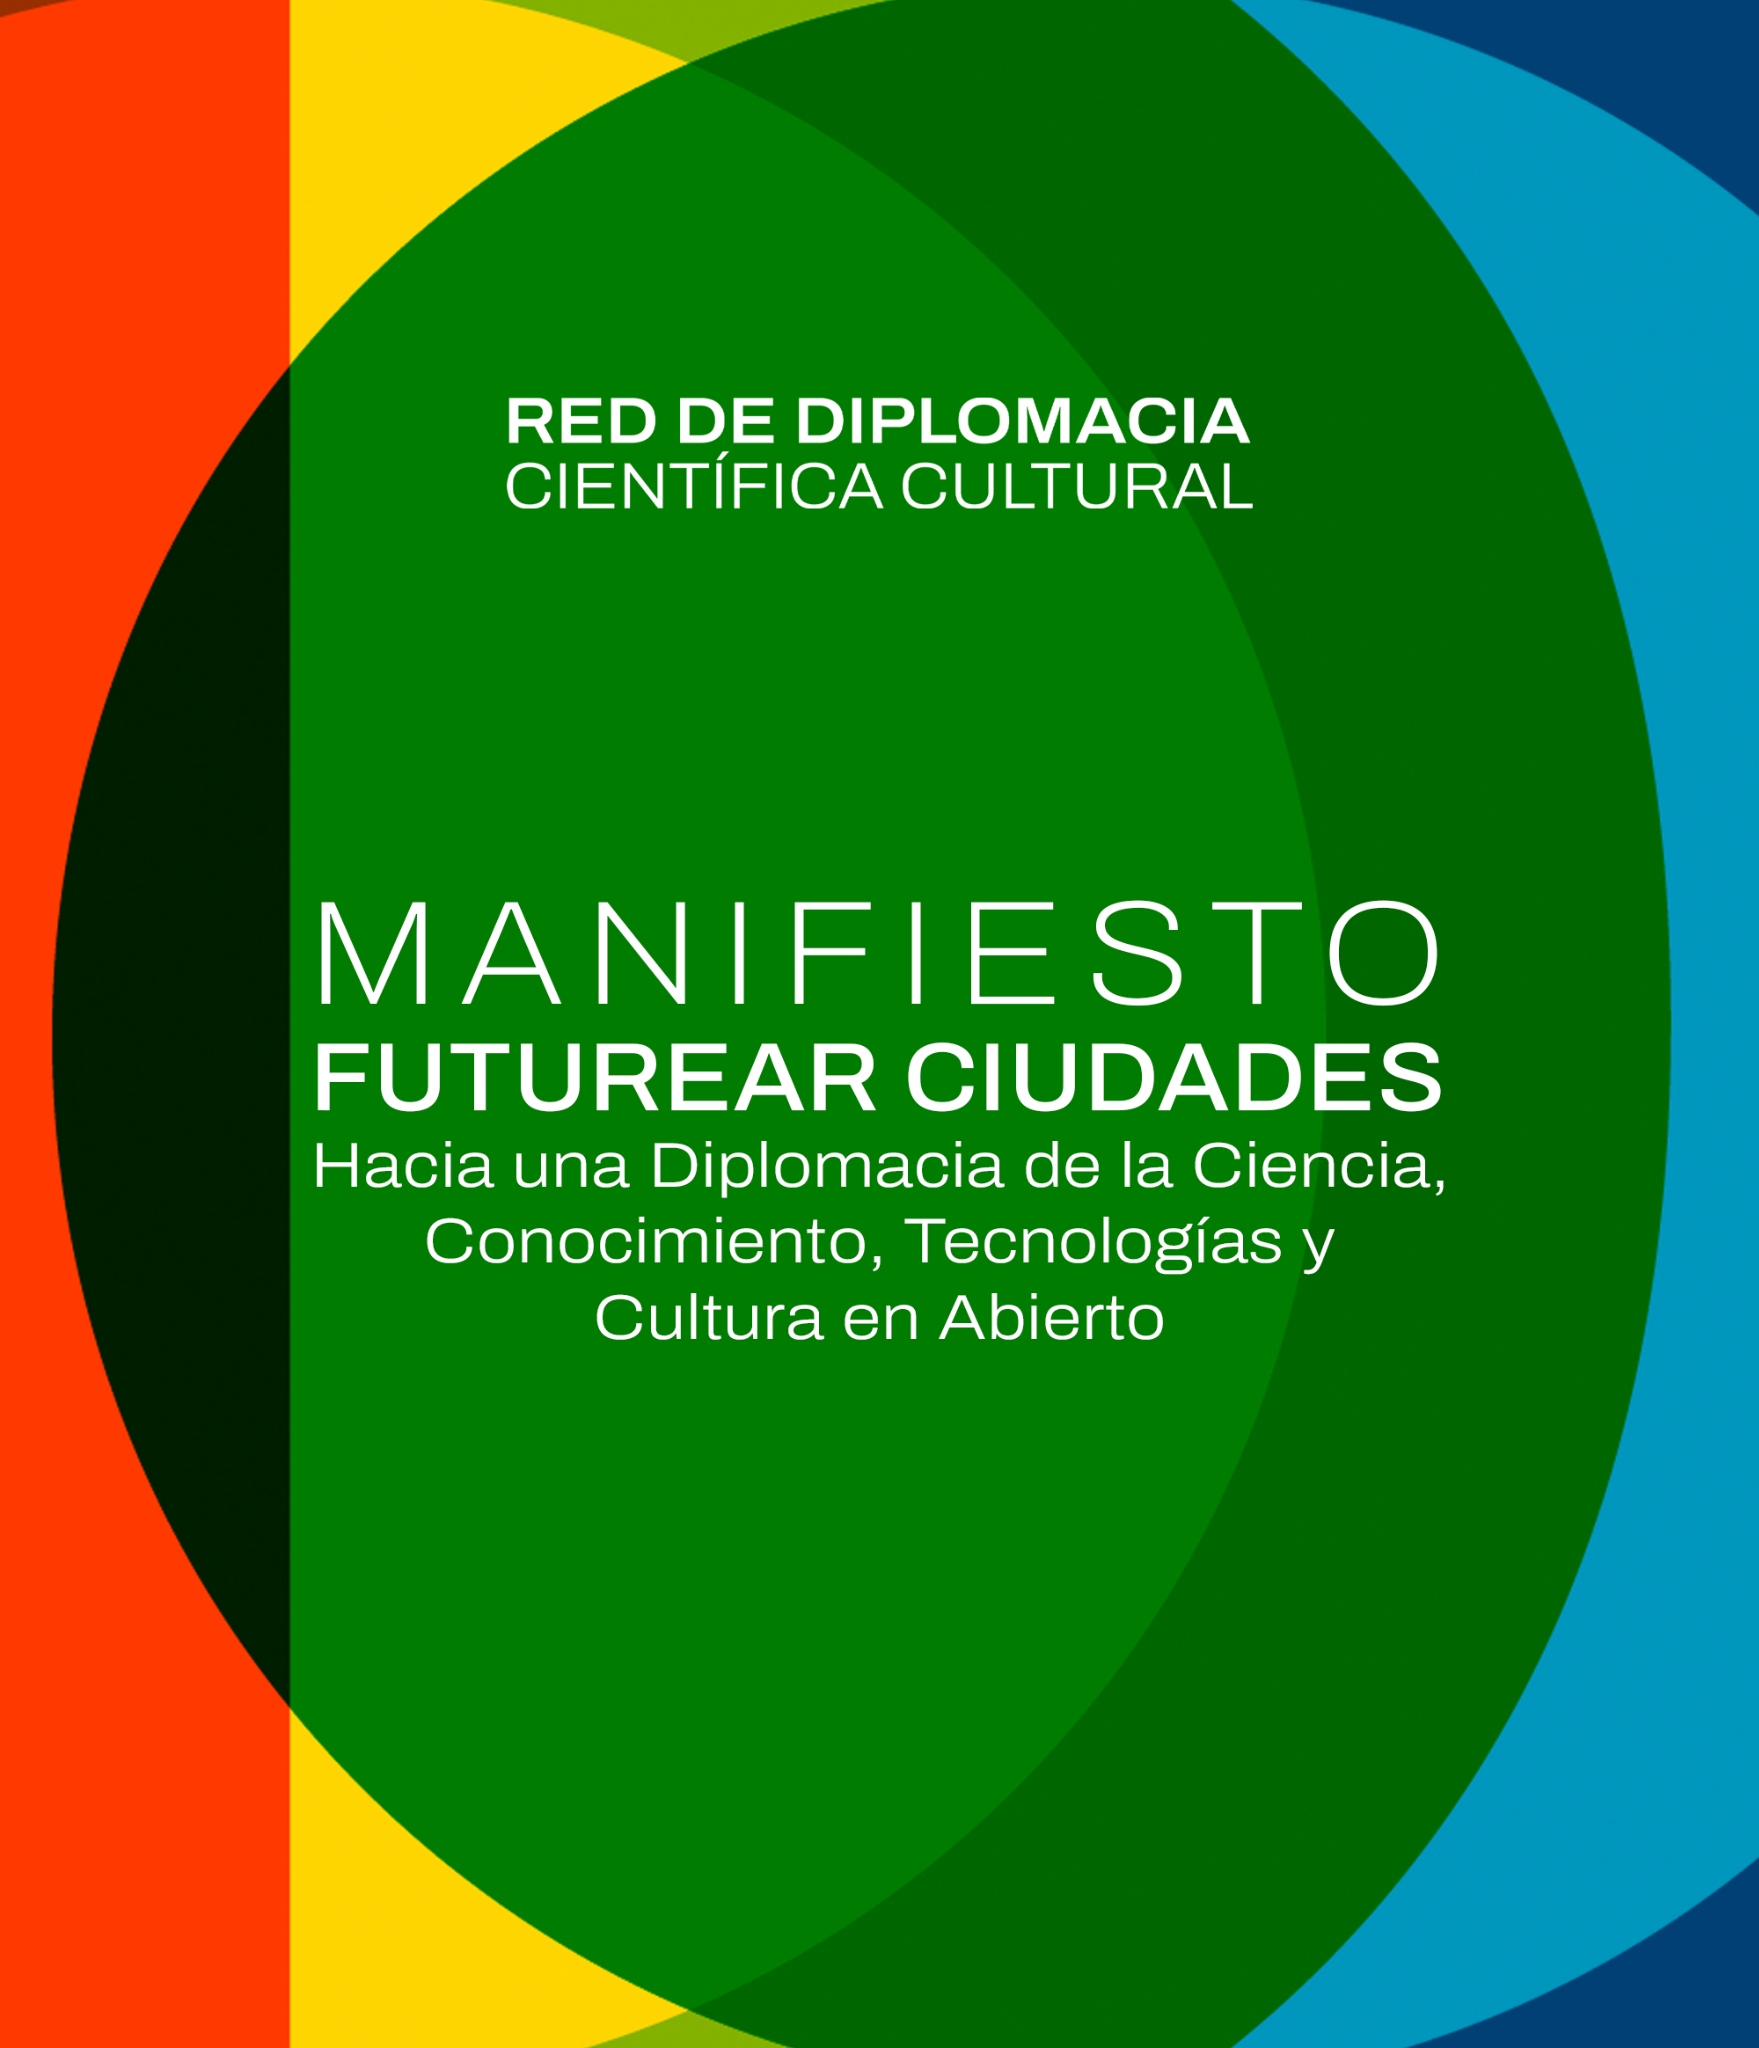 RED DE DIPLOMACIA
CIENTÍFICA CULTURAL
MANIFIESTO
FUTUREAR CIUDADES
Hacia una Diplomacia de la Ciencia,
Conocimiento, Tecnologías y
Cultura en Abierto